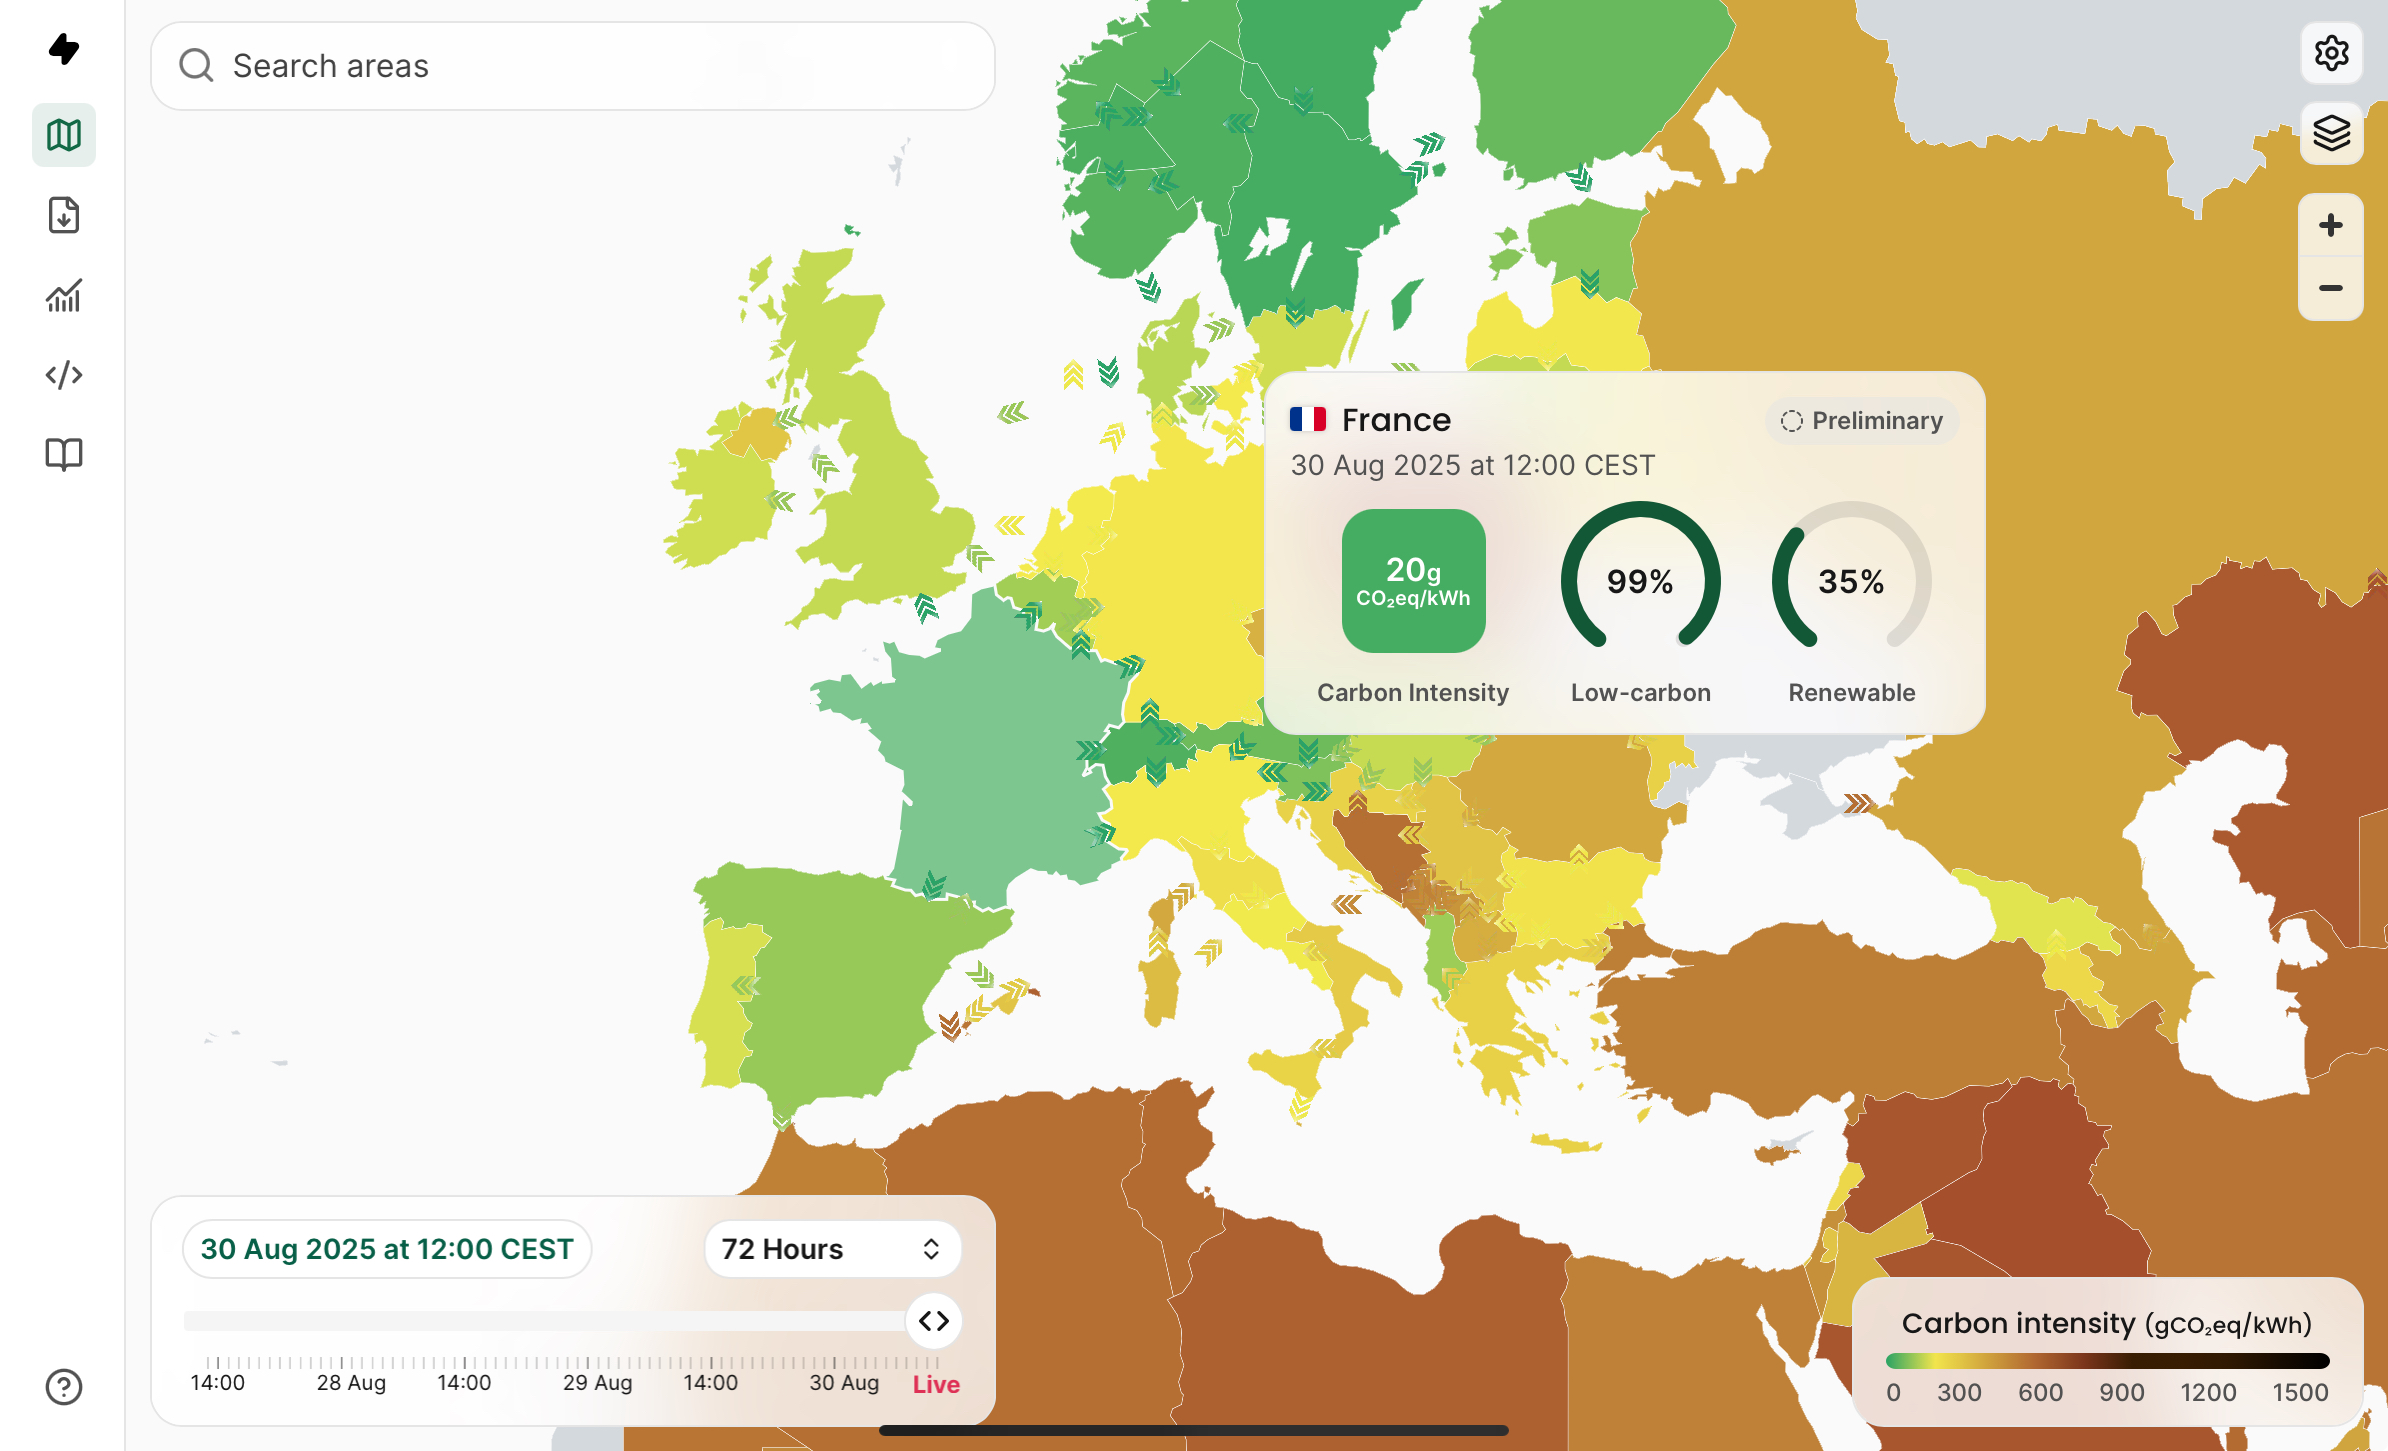 Search areas
France
Preliminary
30 Aug 2025 at 12:00 CEST
20g
CO₂eq/kWh
99%
35%
Carbon Intensity
Low-carbon
Renewable
30 Aug 2025 at 12:00 CEST
72 Hours
14:00 28 Aug 14:00 29 Aug 14:00 30 Aug Live
Carbon intensity (gCO₂eq/kWh)
0 300 600 900 1200 1500